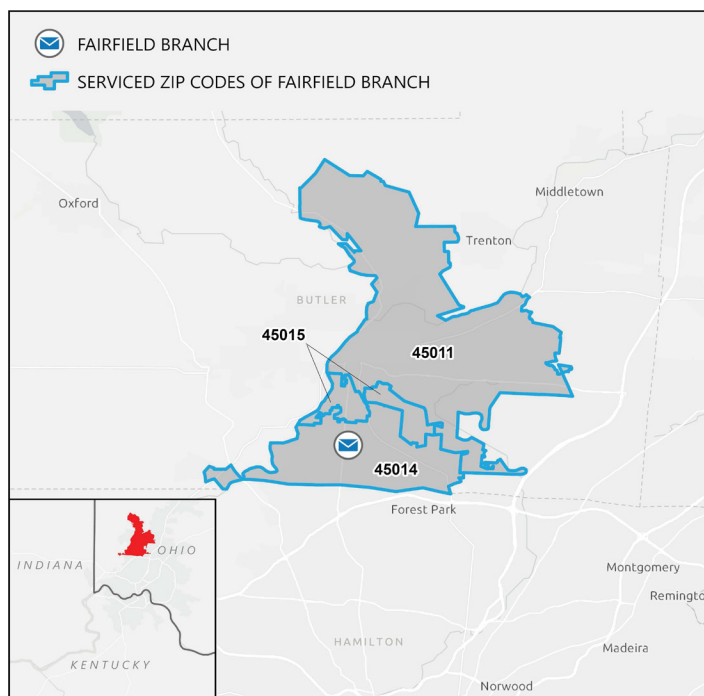 FAIRFIELD BRANCH
SERVICED ZIP CODES OF FAIRFIELD BRANCH
Oxford
Middletown
Trenton
BUTLER
45015
45011
45014
Forest Park
OHIO
INDIANA
KENTUCKY
Montgomery
Remingto
HAMILTON
Madeira
Norwood